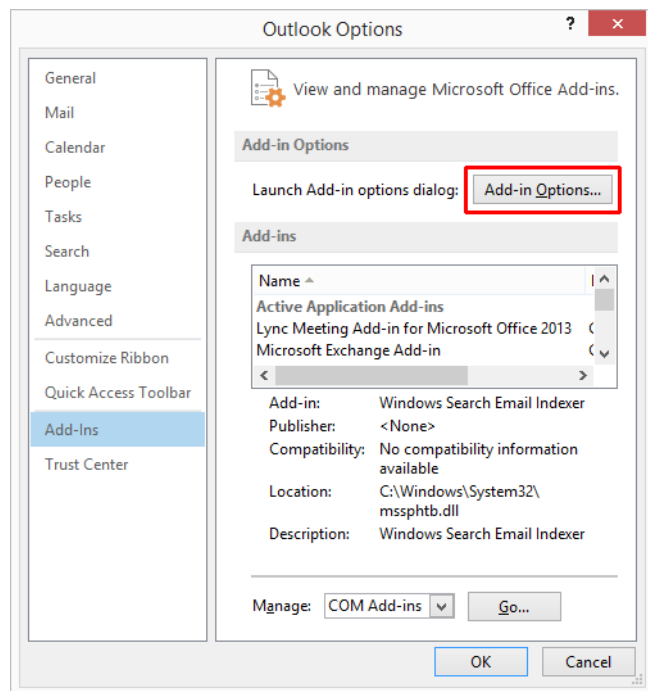 Outlook Options
?
General
Mail
Calendar
People
Tasks
Search
Language
Advanced
Customize Ribbon
Quick Access Toolbar
Add-Ins
Trust Center
View and manage Microsoft Office Add-ins.
Add-in Options
Launch Add-in options dialog: Add-in Options...
Add-ins
Name
Active Application Add-ins
Lync Meeting Add-in for Microsoft Office 2013
Microsoft Exchange Add-in
Add-in: Windows Search Email Indexer
Publisher: <None>
Compatibility: No compatibility information
available
Location: C:\Windows\System32\
mssphtb.dll
Description: Windows Search Email Indexer
Manage: COM Add-ins Go...
OK Cancel